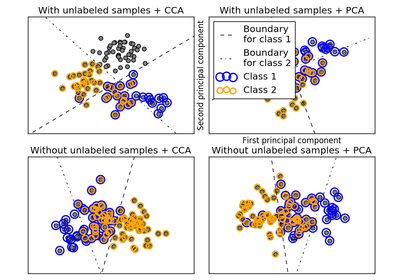 With unlabeled samples + CCA
With unlabeled samples + PCA
Second principal component
Boundary
for class 1
Boundary
for class 2
Class 1
Class 2
First principal component
Without unlabeled samples + CCA
Without unlabeled samples + PCA